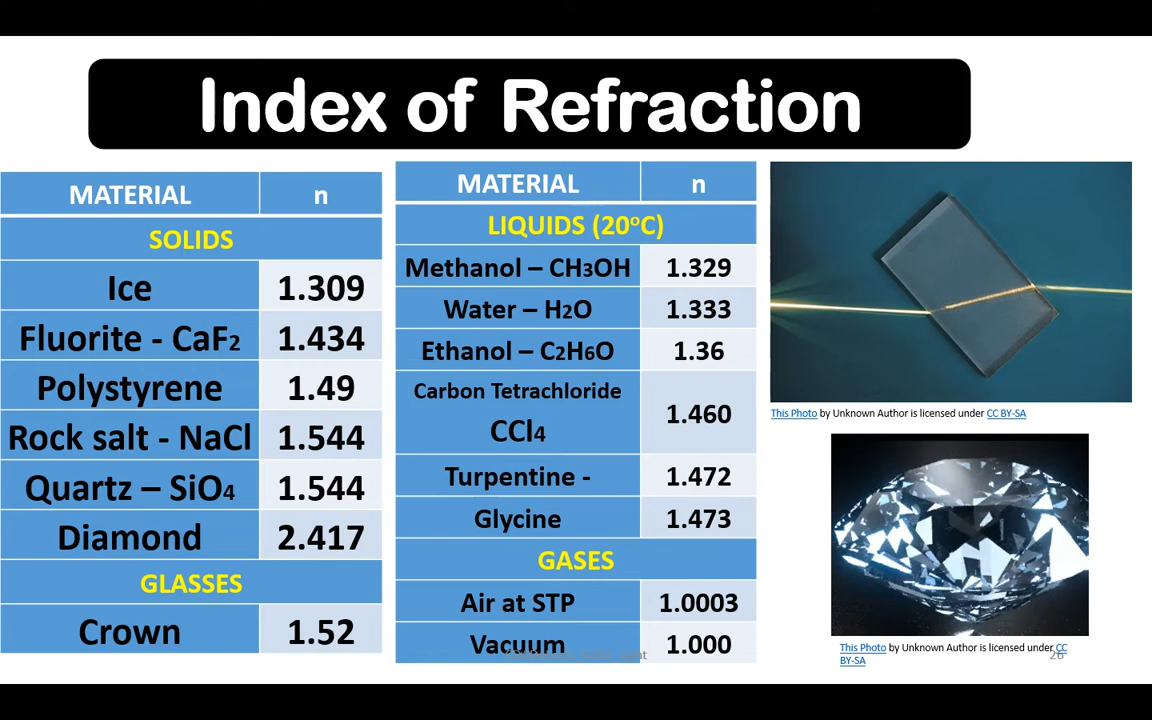 Index of Refraction
MATERIAL n
SOLIDS
Ice 1.309
Fluorite - CaF2 1.434
Polystyrene 1.49
Rock salt - NaCl 1.544
Quartz – SiO4 1.544
Diamond 2.417
GLASSES
Crown 1.52
MATERIAL n
LIQUIDS (20°C)
Methanol – CH3OH 1.329
Water – H2O 1.333
Ethanol – C2H6O 1.36
Carbon Tetrachloride
CCl4 1.460
Turpentine - 1.472
Glycine 1.473
GASES
Air at STP 1.0003
Vacuum 1.000
This Photo by Unknown Author is licensed under CC BY-SA
This Photo by Unknown Author is licensed under CC
BY-SA
26